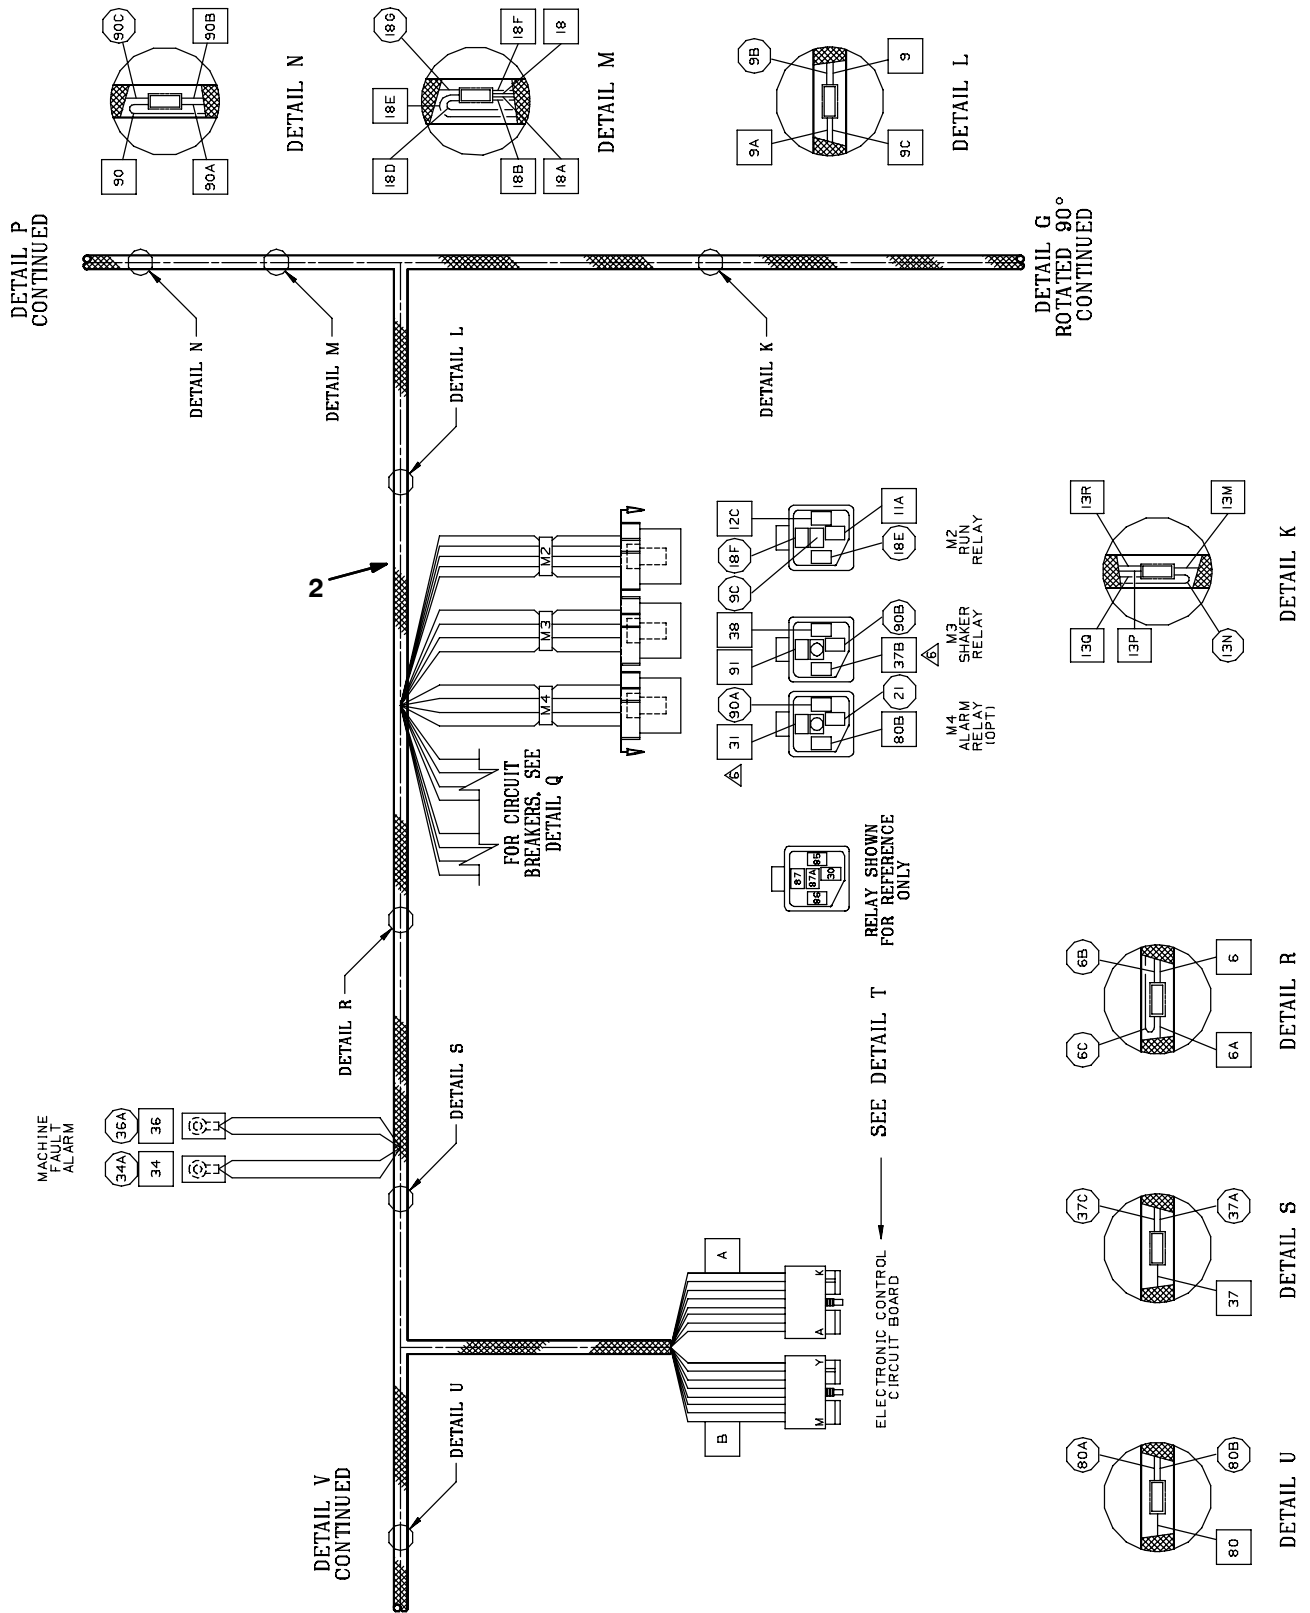 DETAIL P
CONTINUED
90C
90B
90
90A
DETAIL N
18G
18F
18
18E
18D
18B
18A
DETAIL M
9B
9
9A
9C
DETAIL L
DETAIL N
DETAIL M
DETAIL L
DETAIL K
DETAIL G
ROTATED 90°
CONTINUED
2
M2
M3
M4
FOR CIRCUIT
BREAKERS, SEE
DETAIL Q
12C
18F
9C
11A
18E
M2
RUN
RELAY
38
91
90B
37B
6
M3
SHAKER
RELAY
90A
31
6
21
80B
M4
ALARM
RELAY
(OPT)
87
87A
85
86
30
RELAY SHOWN
FOR REFERENCE
ONLY
13R
13M
13Q
13P
13N
DETAIL K
DETAIL R
DETAIL S
MACHINE
FAULT
ALARM
36A
36
34A
34
SEE DETAIL T
ELECTRONIC CONTROL
CIRCUIT BOARD
A
K
A
Y
M
B
DETAIL U
DETAIL V
CONTINUED
6B
6
6C
6A
DETAIL R
37C
37A
37
DETAIL S
80A
80B
80
DETAIL U